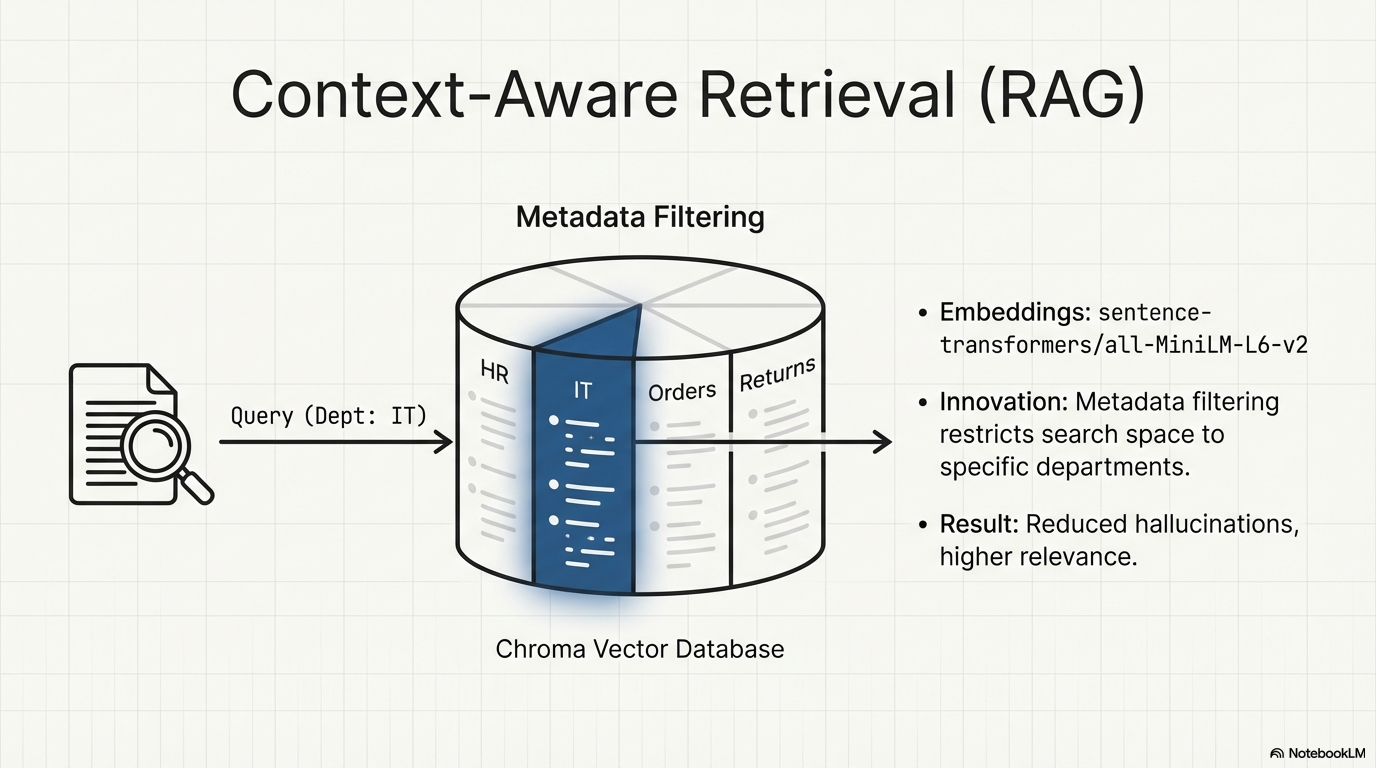 Context-Aware Retrieval (RAG)
Metadata Filtering
Query (Dept: IT)
HR
IT
Orders
Returns
Chroma Vector Database
• Embeddings: sentence-
transformers/all-MiniLM-L6-v2
• Innovation: Metadata filtering
restricts search space to
specific departments.
• Result: Reduced hallucinations,
higher relevance.
NotebookLM